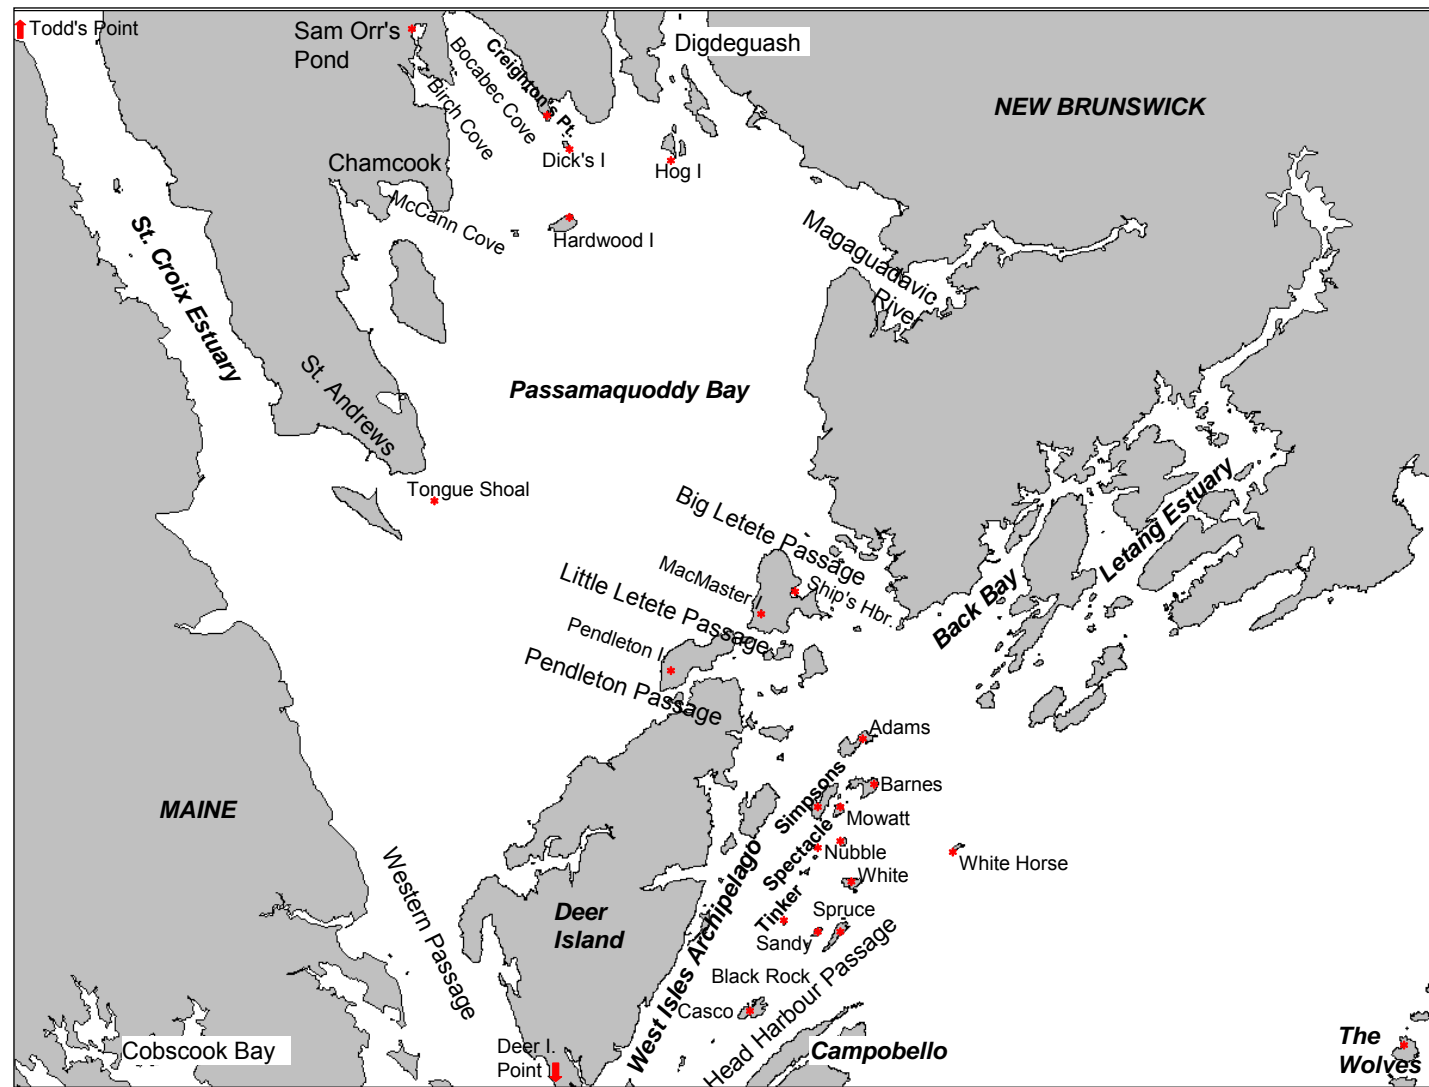 Todd's Point
Sam Orr's
Pond
Bocabec Cove
Creighton's Pt.
Digdeguash
Birch Cove
NEW BRUNSWICK
Chamcook
Dick's I
Hog I
McCann Cove
Hardwood I
Magaguadavic
River
St. Croix Estuary
St. Andrews
Passamaquoddy Bay
Tongue Shoal
Big Letete Passage
Letang Estuary
Back Bay
MacMaster I.
Ship's Hbr.
Little Letete Passage
Pendleton I.
Pendleton Passage
Adams
Simpsons
Barnes
MAINE
Mowatt
Spectacle
Nubble
White Horse
White
Western Passage
Deer
Island
Tinker
Spruce
Sandy
West Isles Archipelago
Black Rock
Head Harbour Passage
Casco
Cobscook Bay
Deer I.
Point
Campobello
The
Wolves